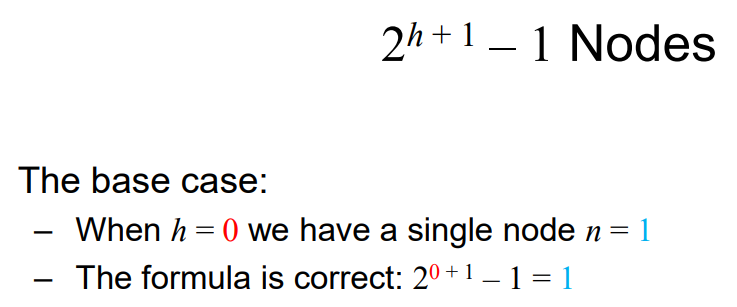 2^{h + 1} – 1 Nodes
The base case:
– When h = 0 we have a single node n = 1
– The formula is correct: 2^{0 + 1} – 1 = 1